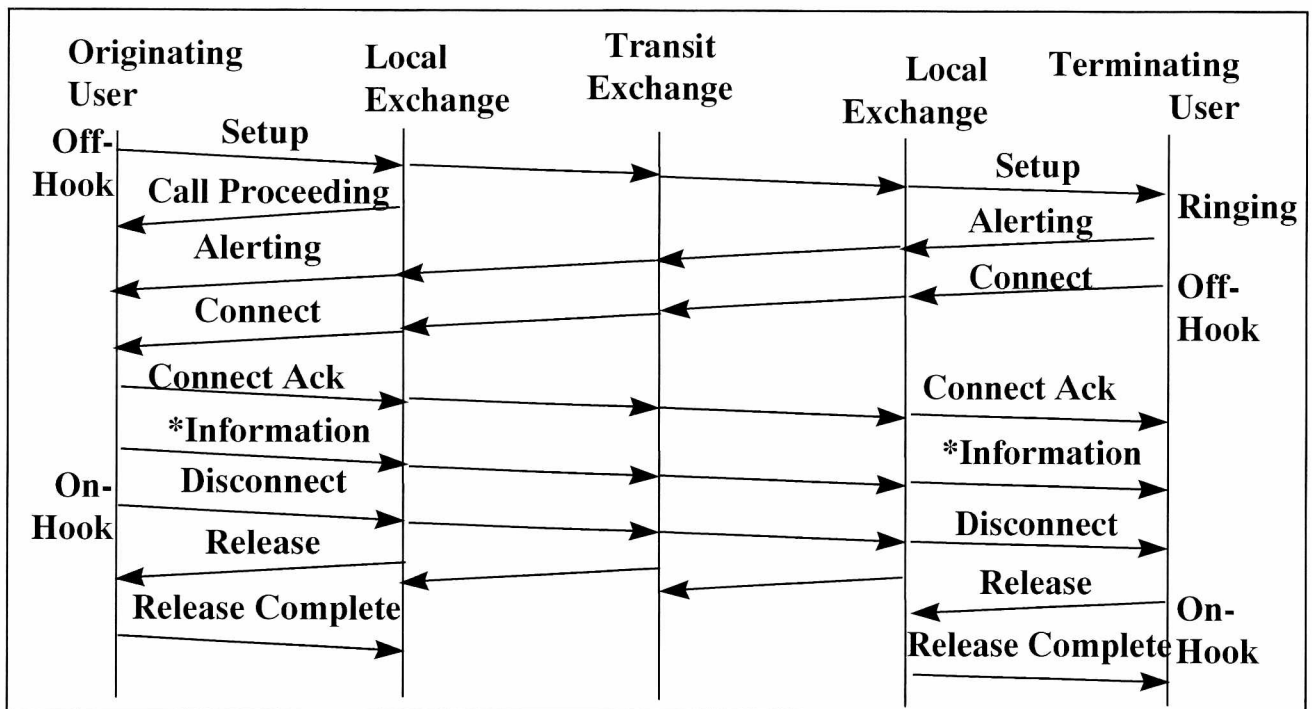 Originating
User
Local
Exchange
Transit
Exchange
Local
Exchange
Terminating
User
Off-
Hook
Setup
Setup
Call Proceeding
Ringing
Alerting
Alerting
Connect
Off-
Hook
Connect
Connect Ack
Connect Ack
*Information
*Information
On-
Hook
Disconnect
Disconnect
Release
Release
On-
Hook
Release Complete
Release Complete